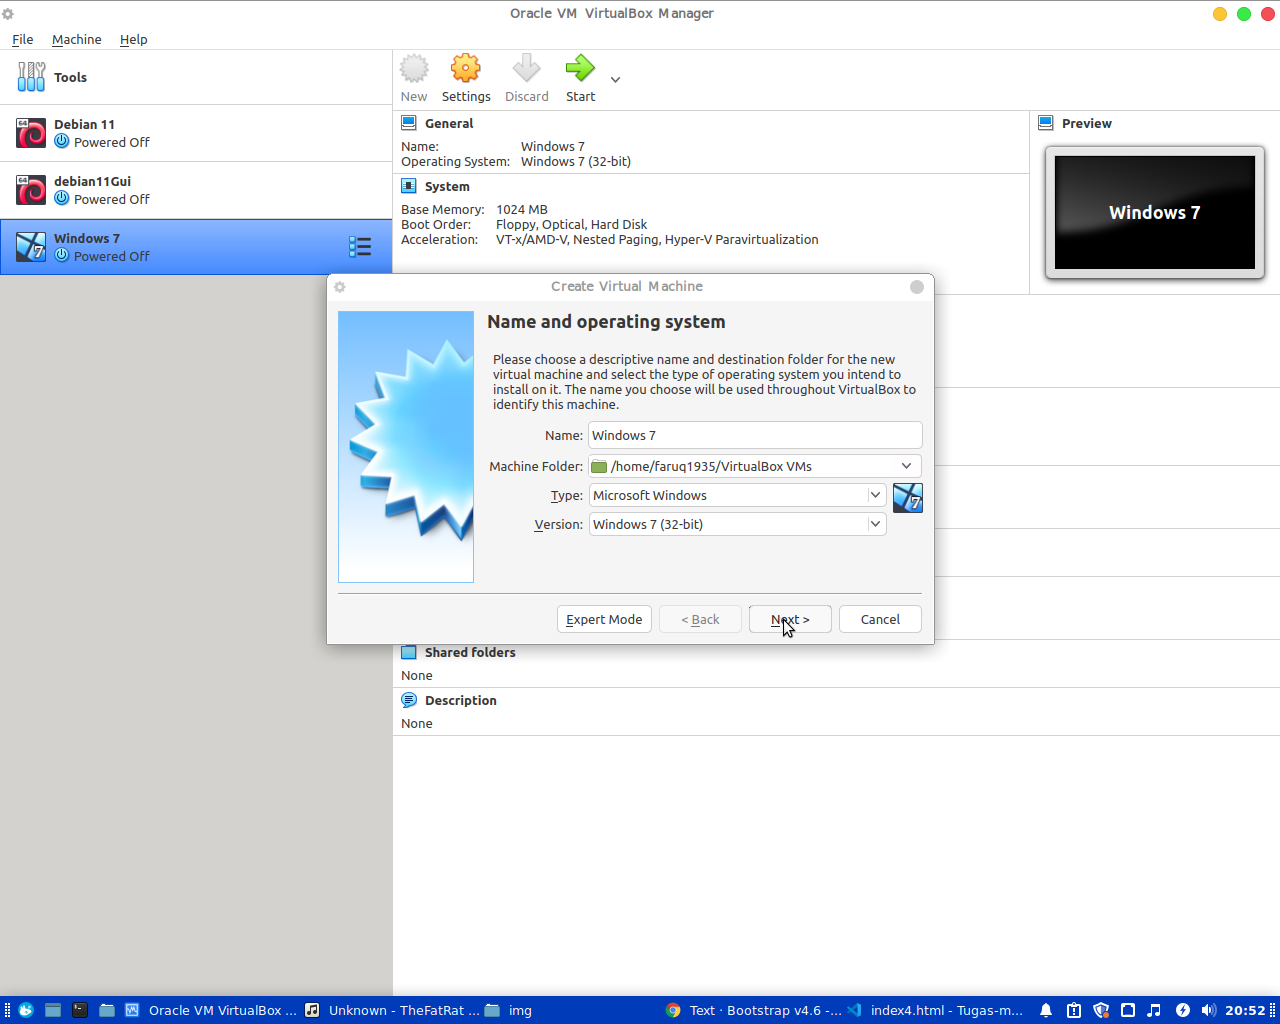 Oracle VM VirtualBox Manager
File Machine Help
Tools
New Settings Discard Start
Debian 11
Powered Off
debian11Gui
Powered Off
Windows 7
Powered Off
General
Name: Windows 7
Operating System: Windows 7 (32-bit)
System
Base Memory: 1024 MB
Boot Order: Floppy, Optical, Hard Disk
Acceleration: VT-x/AMD-V, Nested Paging, Hyper-V Paravirtualization
Preview
Windows 7
Create Virtual Machine
Name and operating system
Please choose a descriptive name and destination folder for the new
virtual machine and select the type of operating system you intend to
install on it. The name you choose will be used throughout VirtualBox to
identify this machine.
Name: Windows 7
Machine Folder: /home/faruq1935/VirtualBox VMs
Type: Microsoft Windows
Version: Windows 7 (32-bit)
Expert Mode < Back Next > Cancel
Shared folders
None
Description
None
Oracle VM VirtualBox ... Unknown - TheFatRat ... img Text · Bootstrap v4.6 -... index4.html - Tugas-m... 20:52